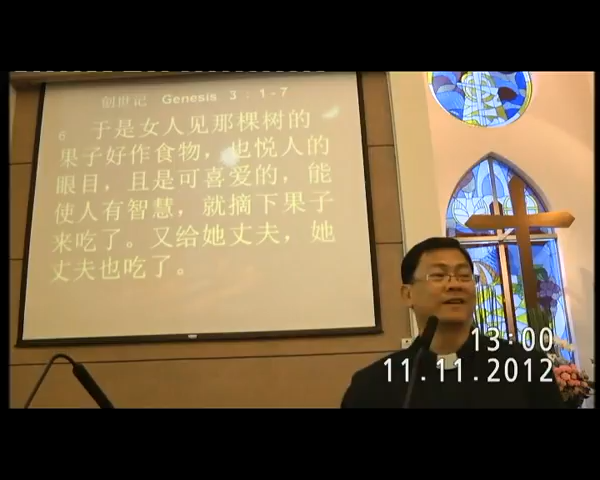 创世记 Genesis 3：1-7
6 于是女人见那棵树的
果子好作食物，也悦人的
眼目，且是可喜爱的，能
使人有智慧，就摘下果子
来吃了。又给她丈夫，她
丈夫也吃了。
13:00
11.11.2012